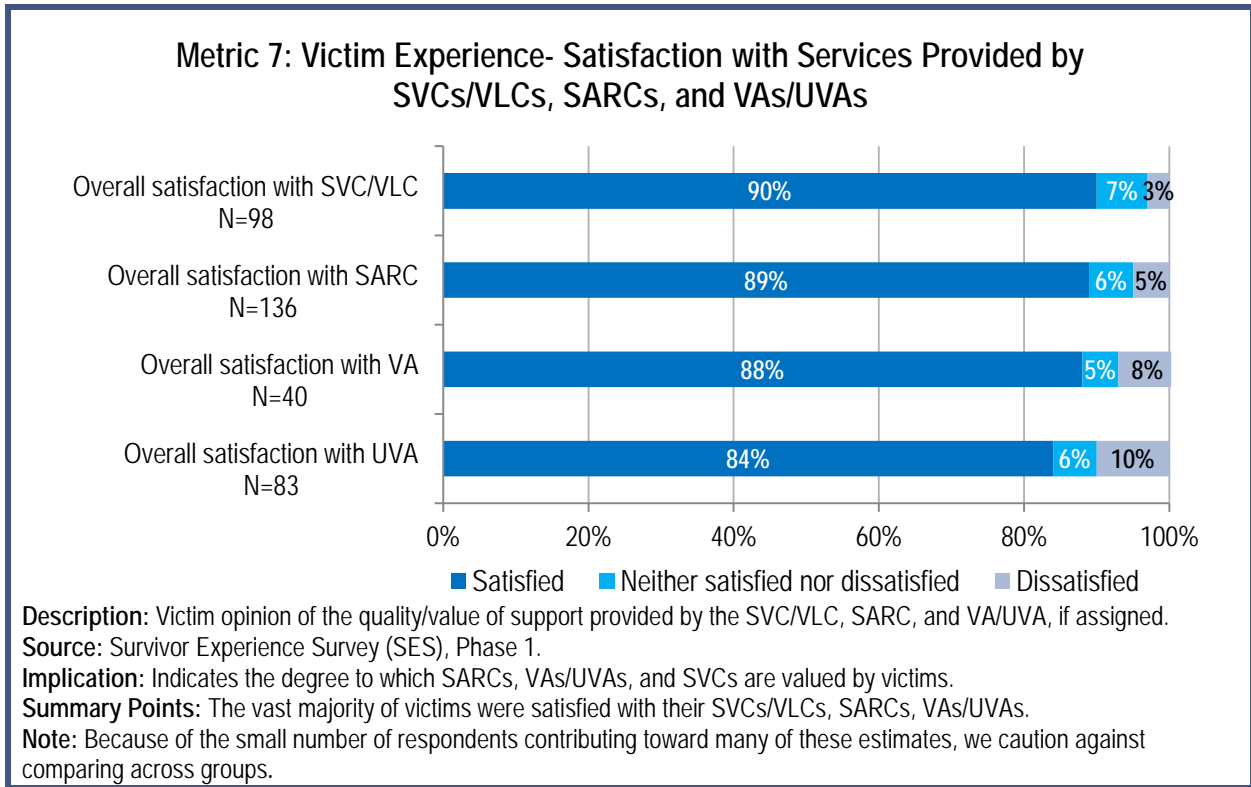 Metric 7: Victim Experience- Satisfaction with Services Provided by
SVCs/VLCs, SARCs, and VAs/UVAs
Overall satisfaction with SVC/VLC
N=98
90%
7%
3%
Overall satisfaction with SARC
N=136
89%
6%
5%
Overall satisfaction with VA
N=40
88%
5%
8%
Overall satisfaction with UVA
N=83
84%
6%
10%
0%
20%
40%
60%
80%
100%
Satisfied
Neither satisfied nor dissatisfied
Dissatisfied
Description: Victim opinion of the quality/value of support provided by the SVC/VLC, SARC, and VA/UVA, if assigned.
Source: Survivor Experience Survey (SES), Phase 1.
Implication: Indicates the degree to which SARCs, VAs/UVAs, and SVCs are valued by victims.
Summary Points: The vast majority of victims were satisfied with their SVCs/VLCs, SARCs, VAs/UVAs.
Note: Because of the small number of respondents contributing toward many of these estimates, we caution against
comparing across groups.